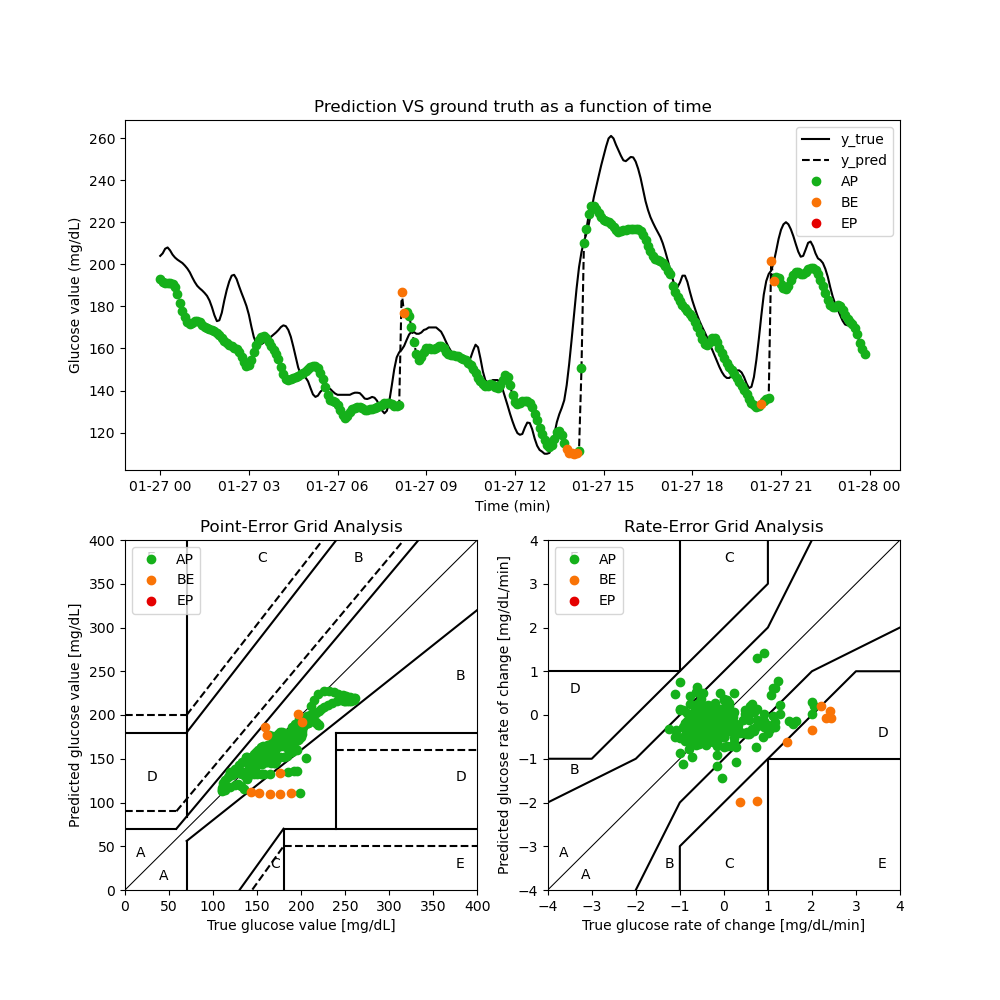 Prediction VS ground truth as a function of time
Glucose value (mg/dL)
260
240
220
200
180
160
140
120
y_true
y_pred
AP
BE
EP
01-27 00 01-27 03 01-27 06 01-27 09 01-27 12 01-27 15 01-27 18 01-27 21 01-28 00
Time (min)
Point-Error Grid Analysis
Predicted glucose value [mg/dL]
400
350
300
250
200
150
100
50
0
AP
BE
EP
C
B
B
D
D
A
A
C
E
0 50 100 150 200 250 300 350 400
True glucose value [mg/dL]
Rate-Error Grid Analysis
Predicted glucose rate of change [mg/dL/min]
4
3
2
1
0
−1
−2
−3
−4
AP
BE
EP
C
D
D
B
A
A
B
C
E
−4 −3 −2 −1 0 1 2 3 4
True glucose rate of change [mg/dL/min]